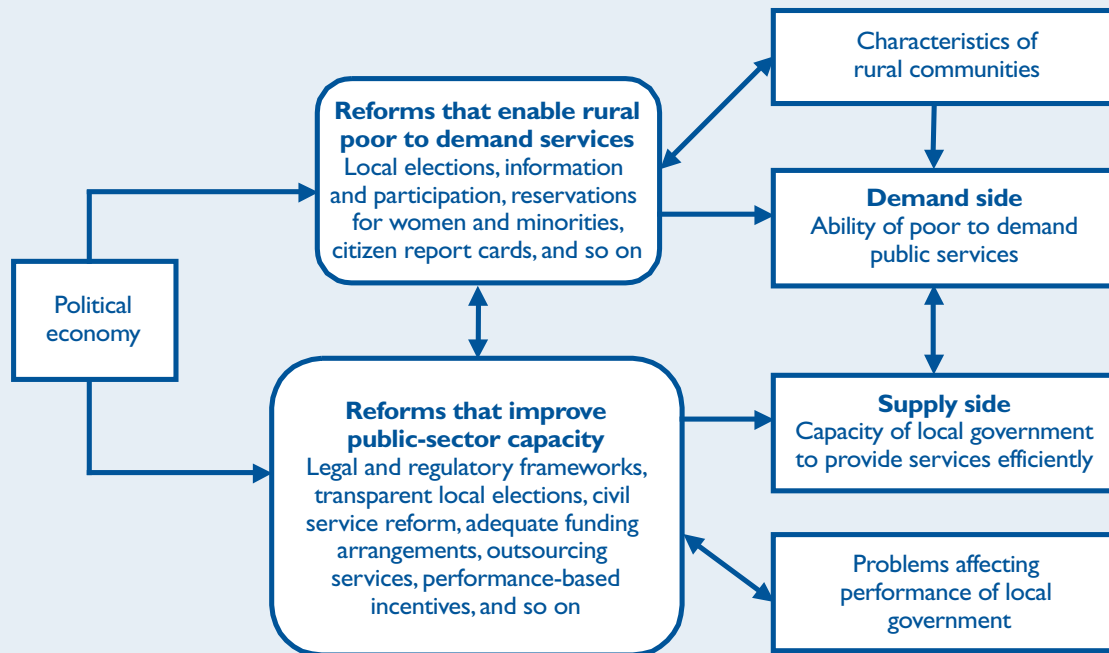 Characteristics of
rural communities
Reforms that enable rural
poor to demand services
Local elections, information
and participation, reservations
for women and minorities,
citizen report cards, and so on
Demand side
Ability of poor to demand
public services
Political
economy
Reforms that improve
public-sector capacity
Legal and regulatory frameworks,
transparent local elections, civil
service reform, adequate funding
arrangements, outsourcing
services, performance-based
incentives, and so on
Supply side
Capacity of local government
to provide services efficiently
Problems affecting
performance of local
government